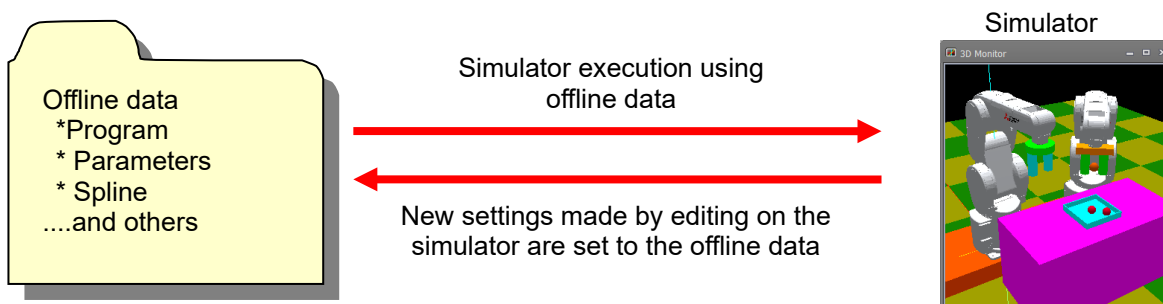 Simulator
3D Monitor
Simulator execution using
offline data
Offline data
*Program
* Parameters
* Spline
....and others
New settings made by editing on the
simulator are set to the offline data